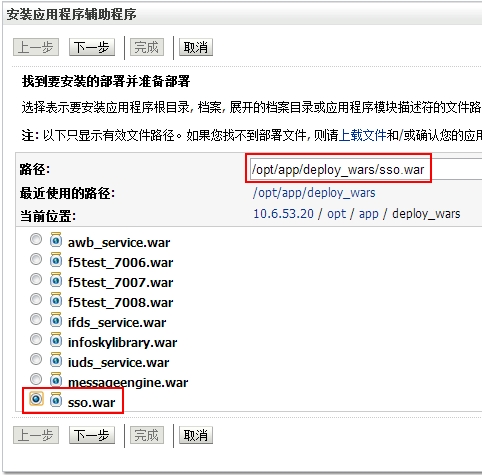 安装应用程序辅助程序
上一步 下一步 完成 取消
找到要安装的部署并准备部署
选择表示要安装应用程序根目录, 档案, 展开的档案目录或应用程序模块描述符的文件路
注: 以下只显示有效文件路径。如果您找不到部署文件, 则请上载文件和/或确认您的应用
路径: /opt/app/deploy_wars/sso.war
最近使用的路径: /opt/app/deploy_wars
当前位置: 10.6.53.20 / opt / app / deploy_wars
awb_service.war
f5test_7006.war
f5test_7007.war
f5test_7008.war
ifds_service.war
infoskylibrary.war
iuds_service.war
messageengine.war
sso.war
上一步 下一步 完成 取消